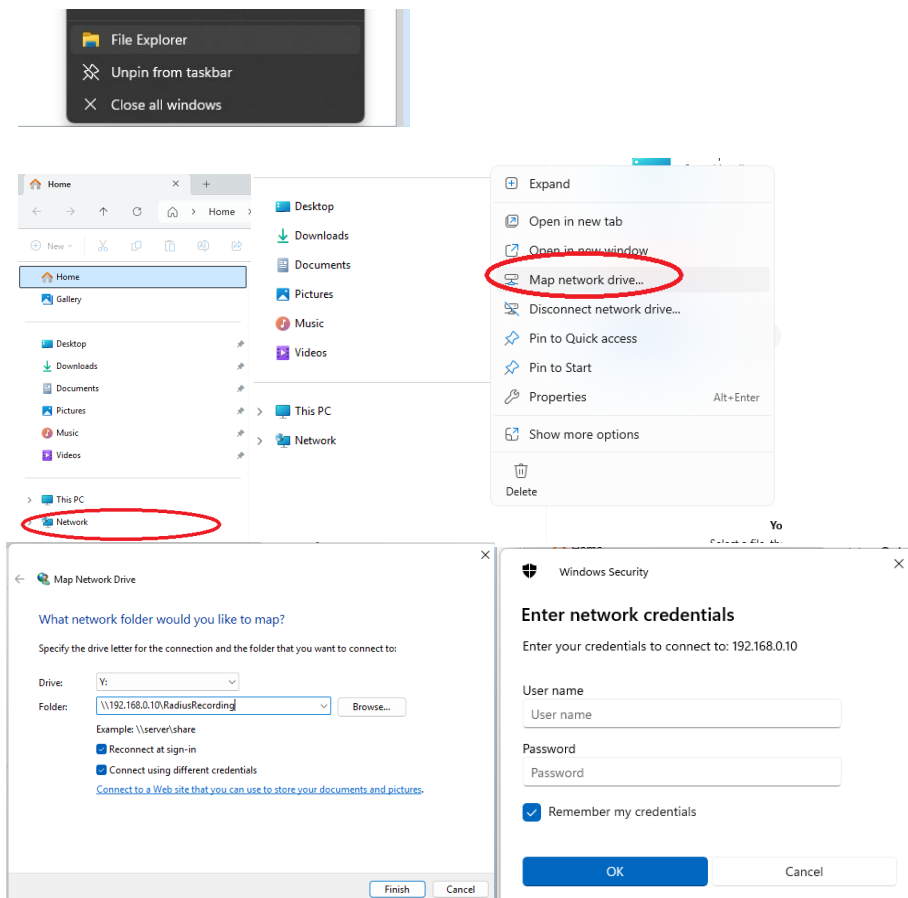 File Explorer
Unpin from taskbar
Close all windows
Home
Home
New
Home
Gallery
Desktop
Downloads
Documents
Pictures
Music
Videos
This PC
Network
Desktop
Downloads
Documents
Pictures
Music
Videos
This PC
Network
Expand
Open in new tab
Open in new window
Map network drive...
Disconnect network drive...
Pin to Quick access
Pin to Start
Properties Alt+Enter
Show more options
Delete
Yo
Map Network Drive
What network folder would you like to map?
Specify the drive letter for the connection and the folder that you want to connect to:
Drive: Y:
Folder: \\192.168.0.10\RadiusRecording Browse...
Example: \\server\share
Reconnect at sign-in
Connect using different credentials
Connect to a Web site that you can use to store your documents and pictures.
Finish Cancel
Windows Security
Enter network credentials
Enter your credentials to connect to: 192.168.0.10
User name
User name
Password
Password
Remember my credentials
OK Cancel